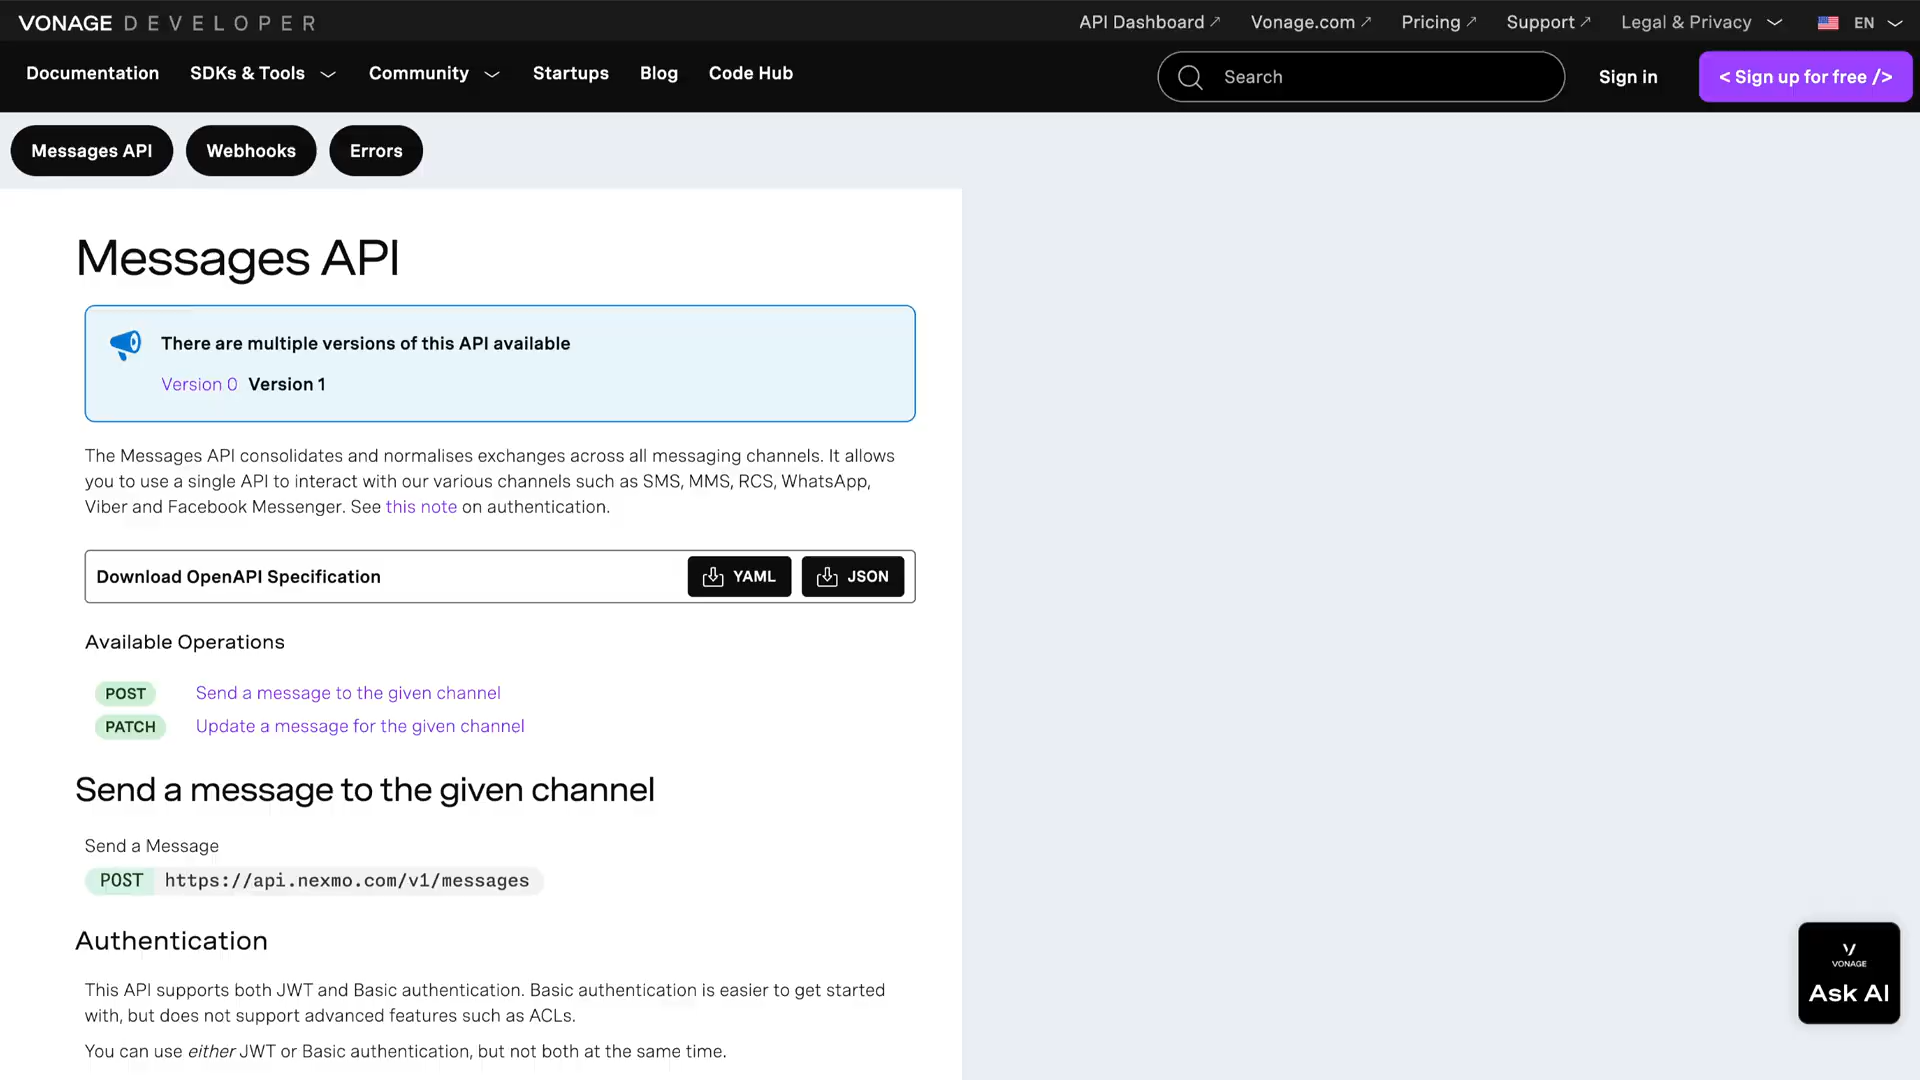 VONAGE DEVELOPER
API Dashboard ↗ Vonage.com ↗ Pricing ↗ Support ↗ Legal & Privacy EN
Documentation SDKs & Tools Community Startups Blog Code Hub Search Sign in < Sign up for free />
Messages API Webhooks Errors
Messages API
There are multiple versions of this API available
Version 0 Version 1
The Messages API consolidates and normalises exchanges across all messaging channels. It allows
you to use a single API to interact with our various channels such as SMS, MMS, RCS, WhatsApp,
Viber and Facebook Messenger. See this note on authentication.
Download OpenAPI Specification YAML JSON
Available Operations
POST Send a message to the given channel
PATCH Update a message for the given channel
Send a message to the given channel
Send a Message
POST https://api.nexmo.com/v1/messages
Authentication
This API supports both JWT and Basic authentication. Basic authentication is easier to get started
with, but does not support advanced features such as ACLs.
You can use either JWT or Basic authentication, but not both at the same time.
VONAGE
Ask AI